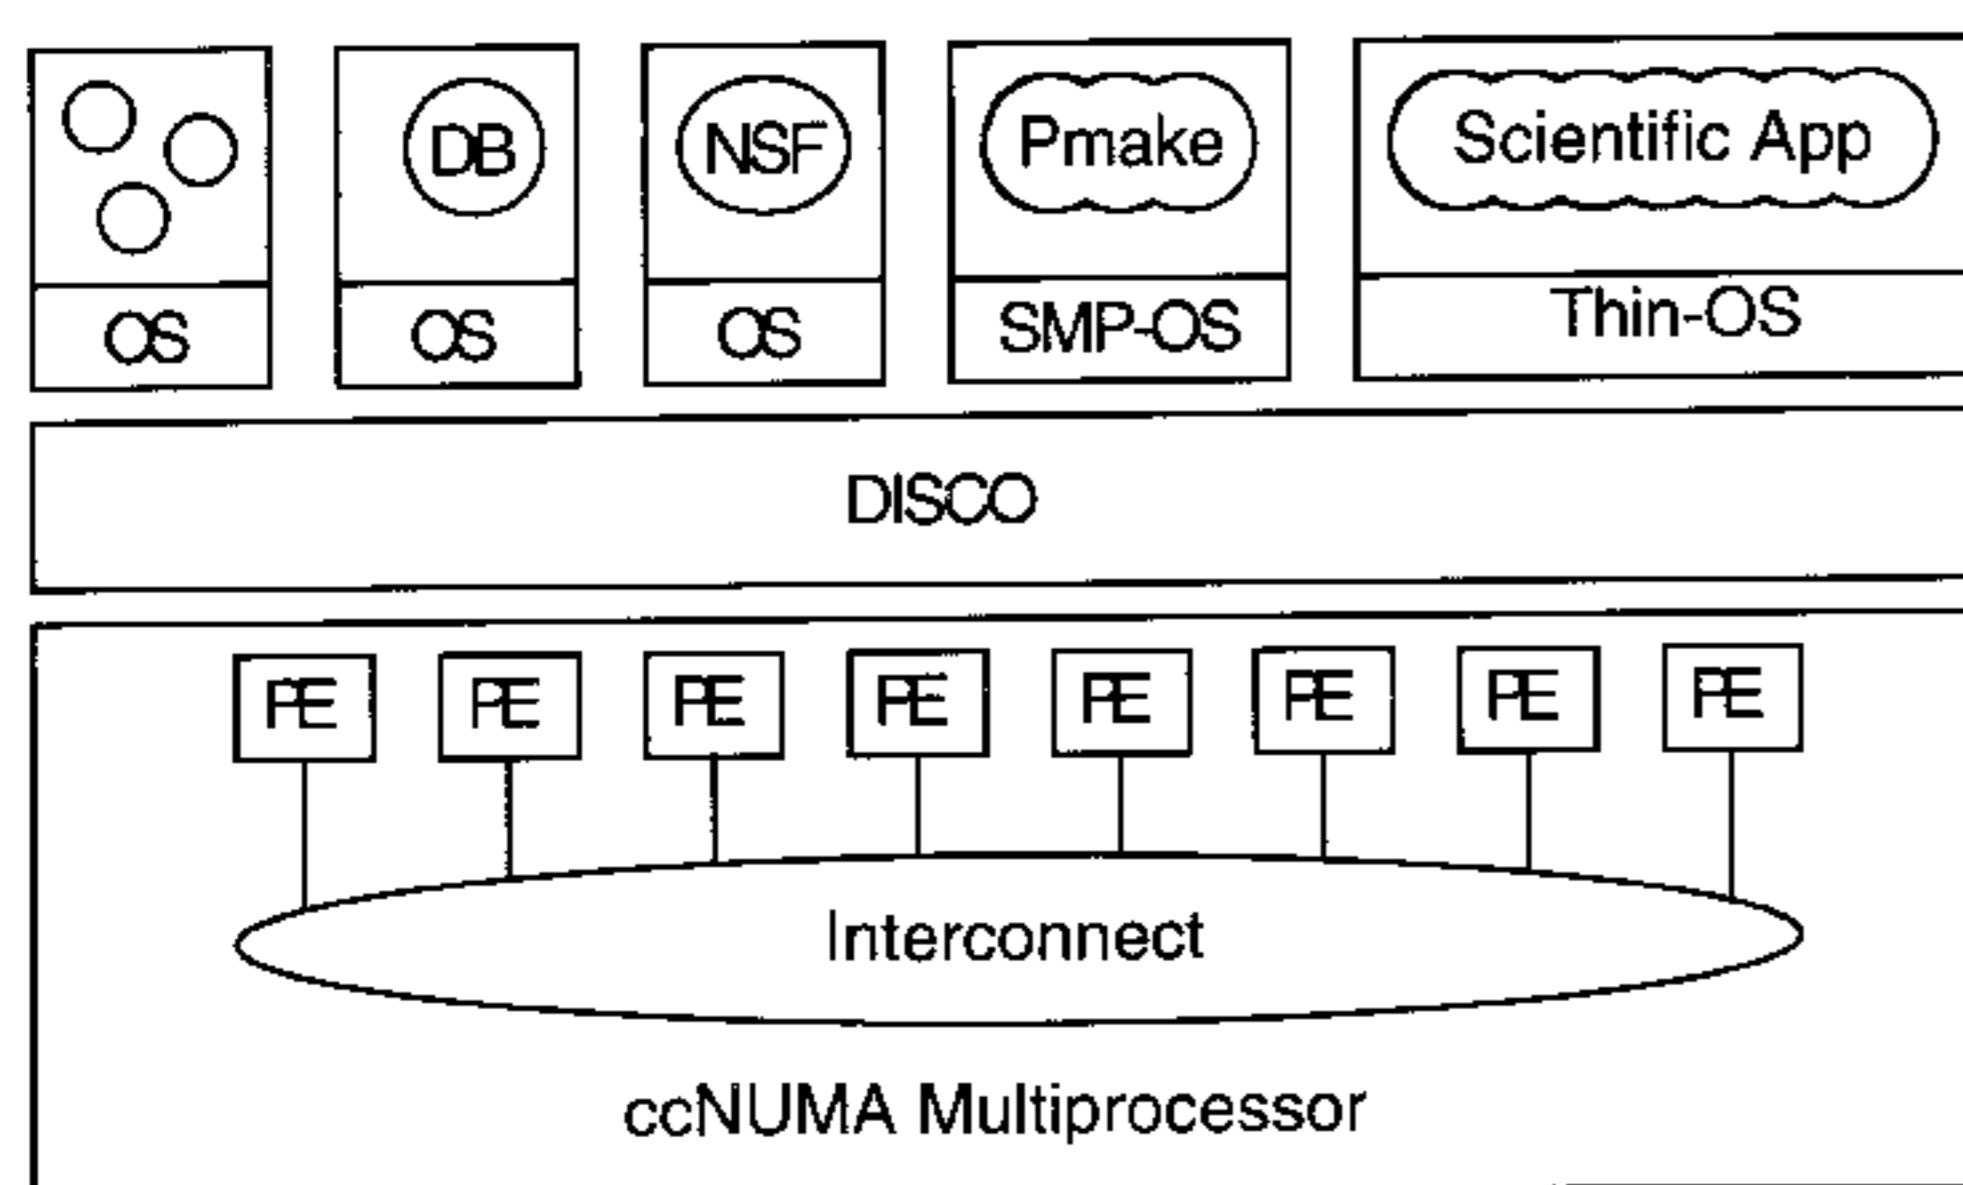 DB NSF Pmake Scientific App
OS OS OS SMP-OS Thin-OS
DISCO
PE PE PE PE PE PE PE PE
Interconnect
ccNUMA Multiprocessor